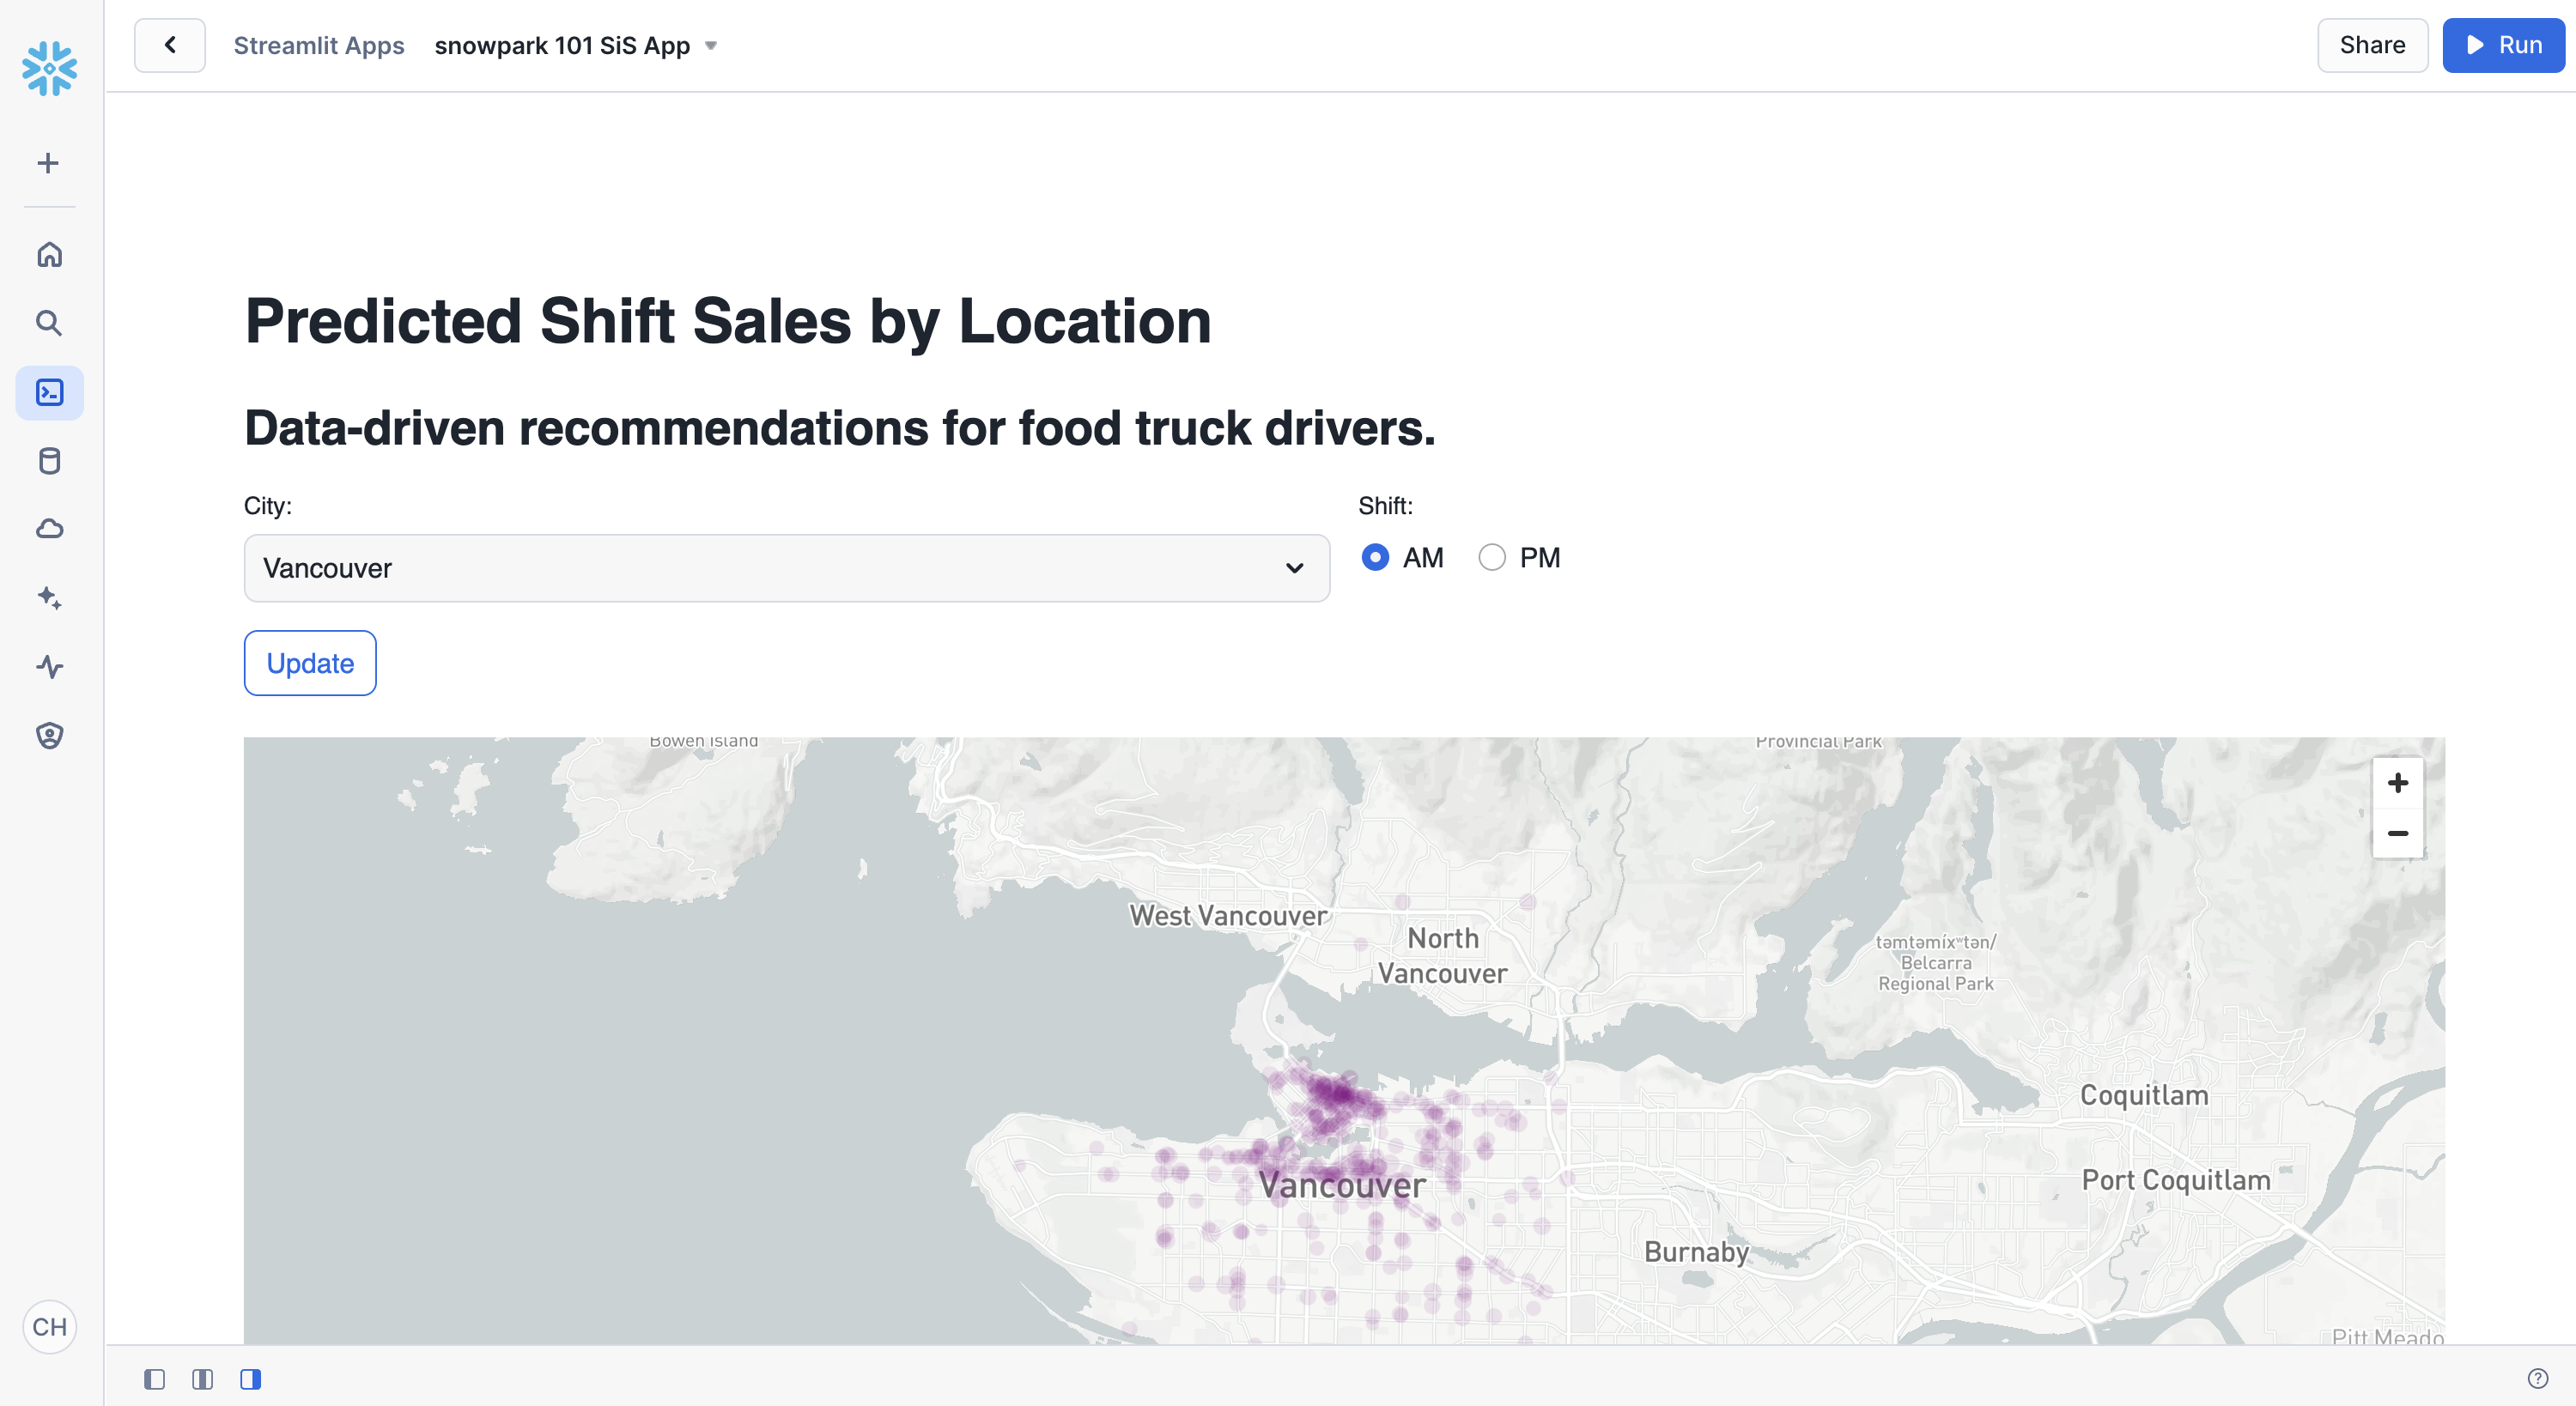 Streamlit Apps snowpark 101 SiS App Share Run
Predicted Shift Sales by Location
Data-driven recommendations for food truck drivers.
City:
Shift:
Vancouver
AM PM
Update
Bowen Island
Provincial Park
West Vancouver
North
Vancouver
təmtəmíxʷtən/
Belcarra
Regional Park
Coquitlam
Port Coquitlam
Vancouver
Burnaby
Pitt Meado
CH